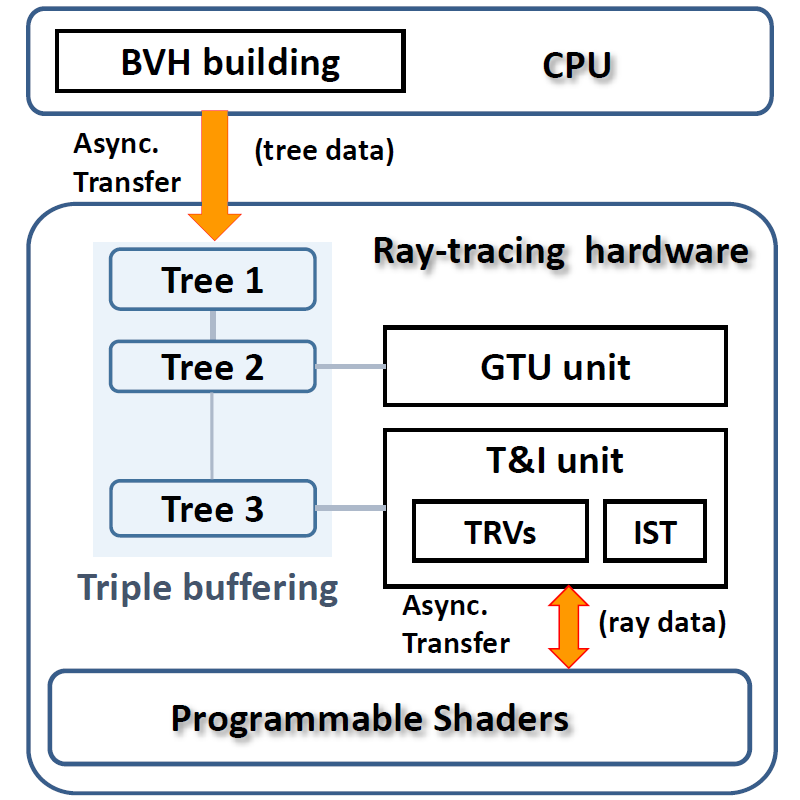 BVH building
CPU
Async.
Transfer
(tree data)
Ray-tracing hardware
Tree 1
Tree 2
GTU unit
T&I unit
Tree 3
TRVs
IST
Triple buffering
Async.
Transfer
(ray data)
Programmable Shaders